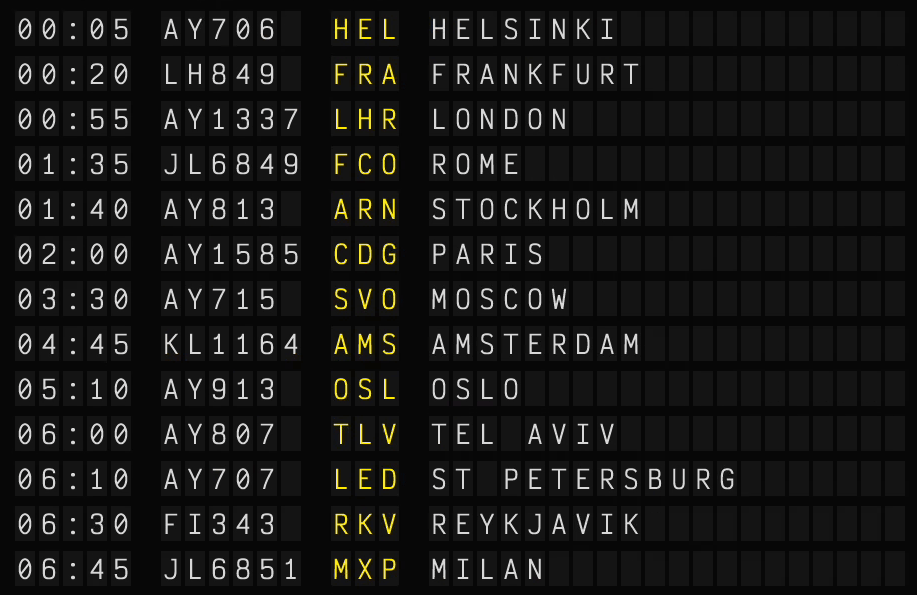 00:05 AY706 HEL HELSINKI
00:20 LH849 FRA FRANKFURT
00:55 AY1337 LHR LONDON
01:35 JL6849 FCO ROME
01:40 AY813 ARN STOCKHOLM
02:00 AY1585 CDG PARIS
03:30 AY715 SVO MOSCOW
04:45 KL1164 AMS AMSTERDAM
05:10 AY913 OSL OSLO
06:00 AY807 TLV TEL AVIV
06:10 AY707 LED ST PETERSBURG
06:30 FI343 RKV REYKJAVIK
06:45 JL6851 MXP MILAN